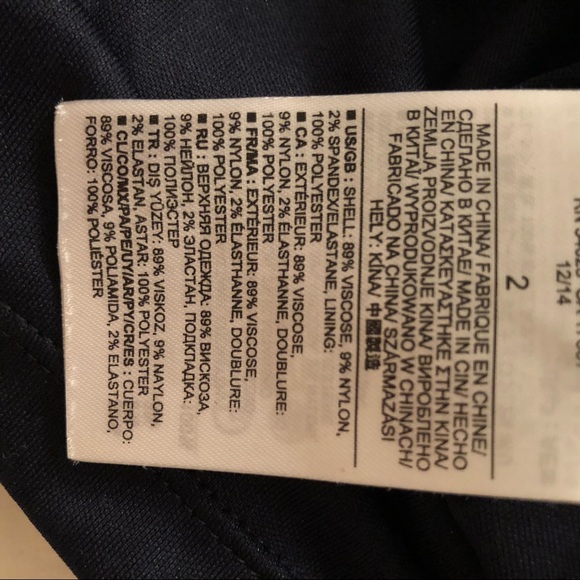 12/14
2
MADE IN CHINA/ FABRIQUE EN CHINE/
СДЕЛАНО В КИТАЕ/ MADE IN CIN/ HECHO
EN CHINA/ ΚΑΤΑΣΚΕΥΑΣΤΗΚΕ ΣΤΗΝ ΚΙΝΑ/
ZEMLJA PROIZVODNJE KINA/ ВИРОБЛЕНО
В КИТАЇ/ WYPRODUKOWANO W CHINACH/
FABRICADO NA CHINA/ SZÁRMAZÁSI
HELY: KÍNA/ 中國製造
• US/GB : SHELL: 89% VISCOSE, 9% NYLON,
2% SPANDEX/ELASTANE, LINING:
100% POLYESTER
• CA : EXTÉRIEUR: 89% VISCOSE,
9% NYLON, 2% ÉLASTHANNE, DOUBLURE:
100% POLYESTER
• FR/MA : EXTÉRIEUR: 89% VISCOSE,
9% NYLON, 2% ÉLASTHANNE, DOUBLURE:
100% POLYESTER
• RU : ВЕРХНЯЯ ОДЕЖДА: 89% ВИСКОЗА,
9% НЕЙЛОН, 2% ЭЛАСТАН, ПОДКЛАДКА:
100% ПОЛИЭСТЕР
• TR : DIŞ YÜZEY: 89% VISKOZ, 9% NAYLON,
2% ELASTAN, ASTAR: 100% POLYESTER
• CL/CO/MX/PA/PE/UY/AR/PY/CR/ES : CUERPO:
89% VISCOSA, 9% POLIAMIDA, 2% ELASTANO,
FORRO: 100% POLIÉSTER